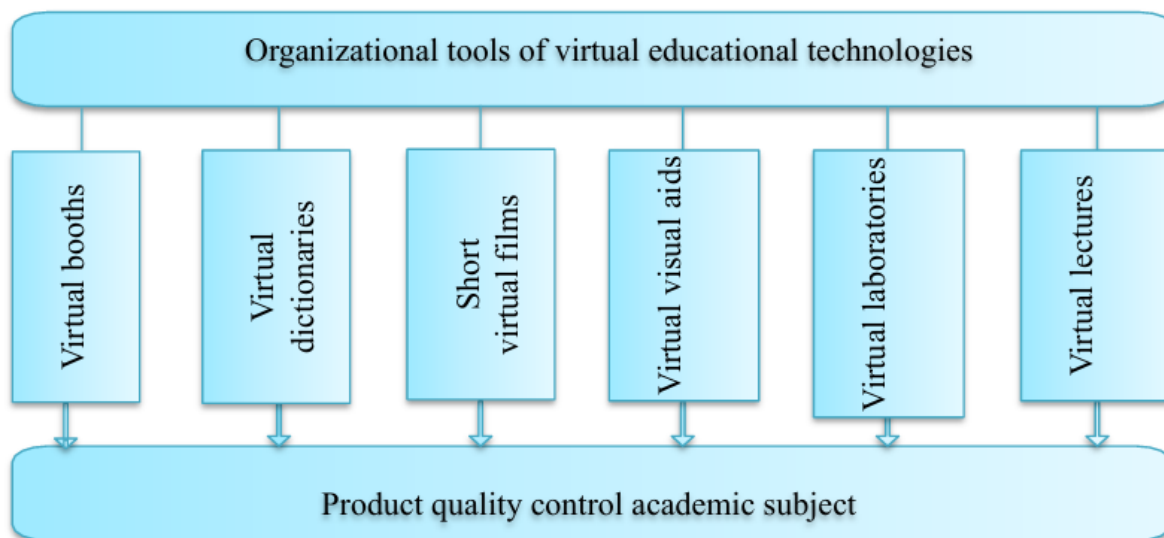 Organizational tools of virtual educational technologies
Virtual booths
Virtual
dictionaries
Short
virtual films
Virtual visual aids
Virtual laboratories
Virtual lectures
Product quality control academic subject